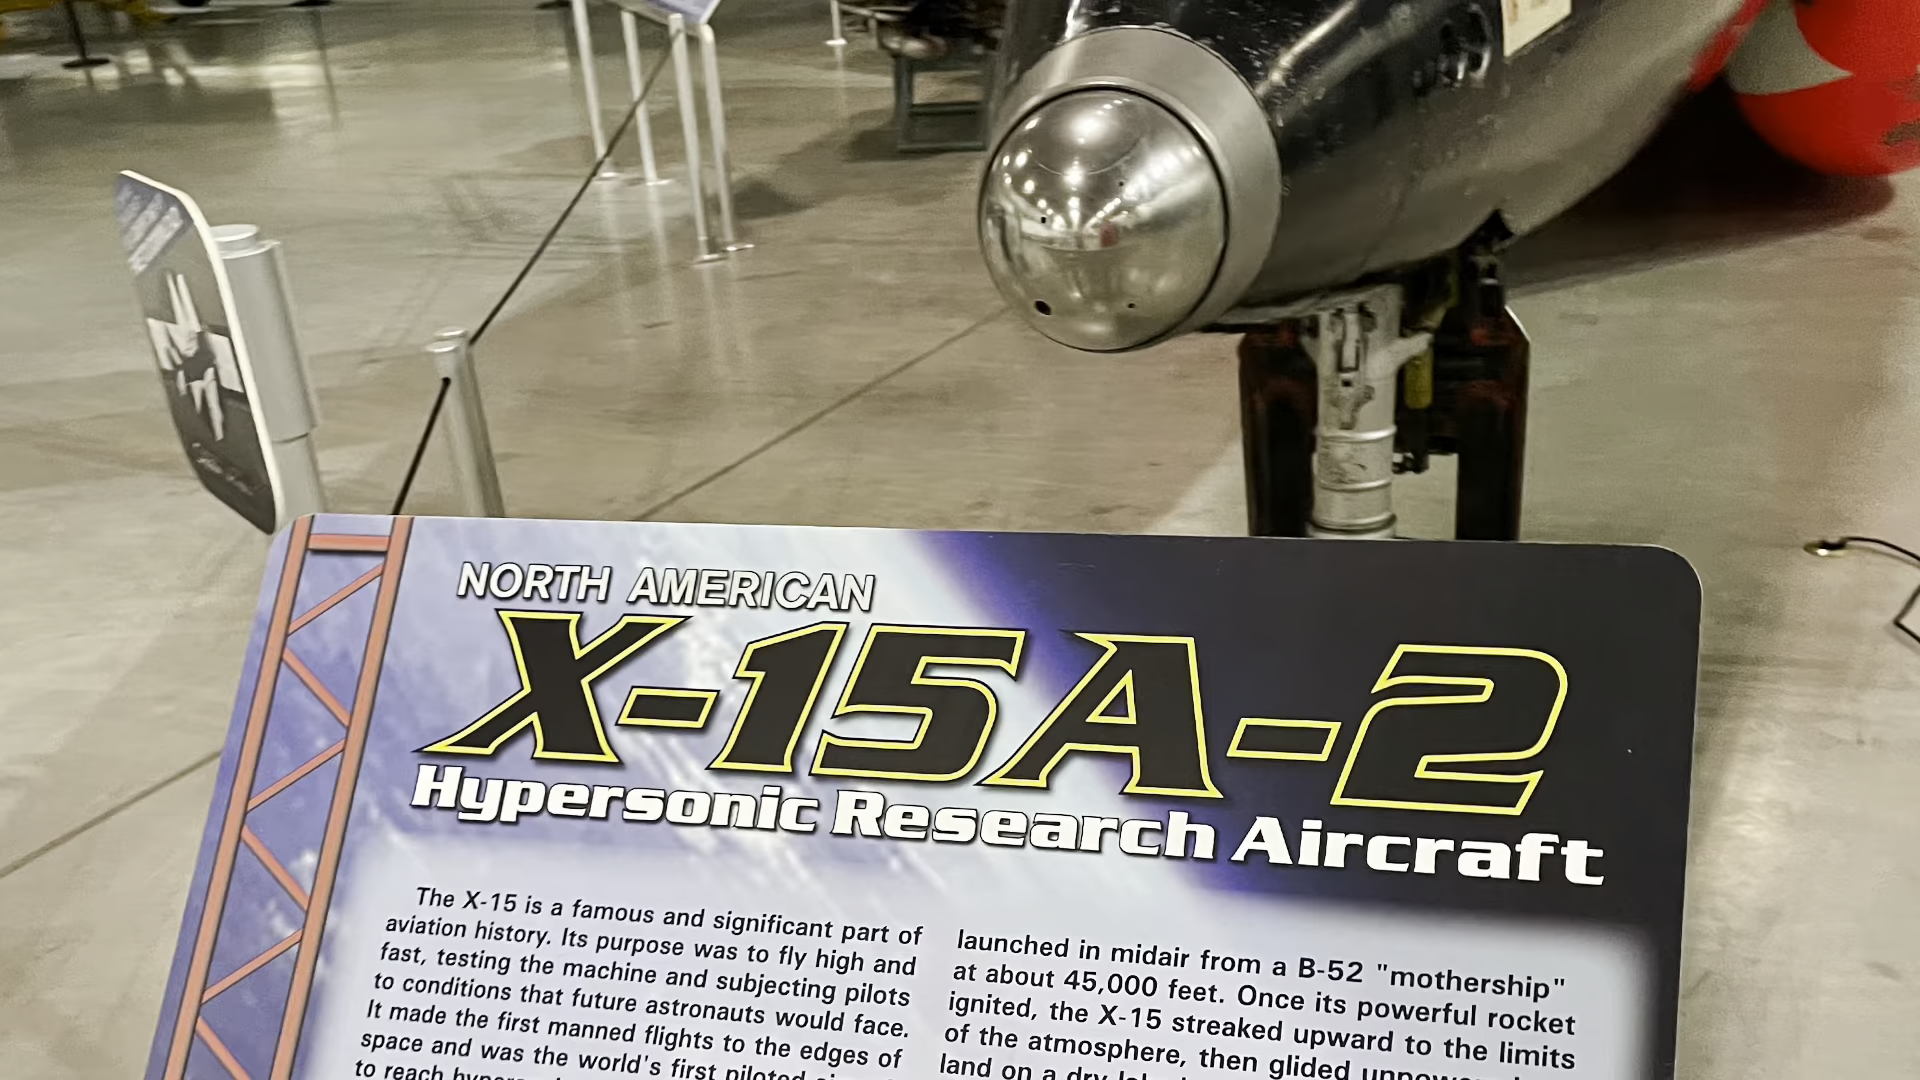 NORTH AMERICAN
X-15A-2
Hypersonic Research Aircraft
The X-15 is a famous and significant part of
aviation history. Its purpose was to fly high and
fast, testing the machine and subjecting pilots
to conditions that future astronauts would face.
It made the first manned flights to the edges of
space and was the world's first piloted
to reach
launched in midair from a B-52 "mothership"
at about 45,000 feet. Once its powerful rocket
ignited, the X-15 streaked upward to the limits
of the atmosphere, then glided
land on a dry